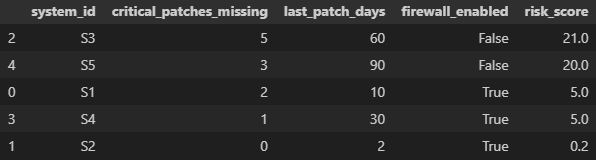 system_id critical_patches_missing last_patch_days firewall_enabled risk_score
2 S3 5 60 False 21.0
4 S5 3 90 False 20.0
0 S1 2 10 True 5.0
3 S4 1 30 True 5.0
1 S2 0 2 True 0.2